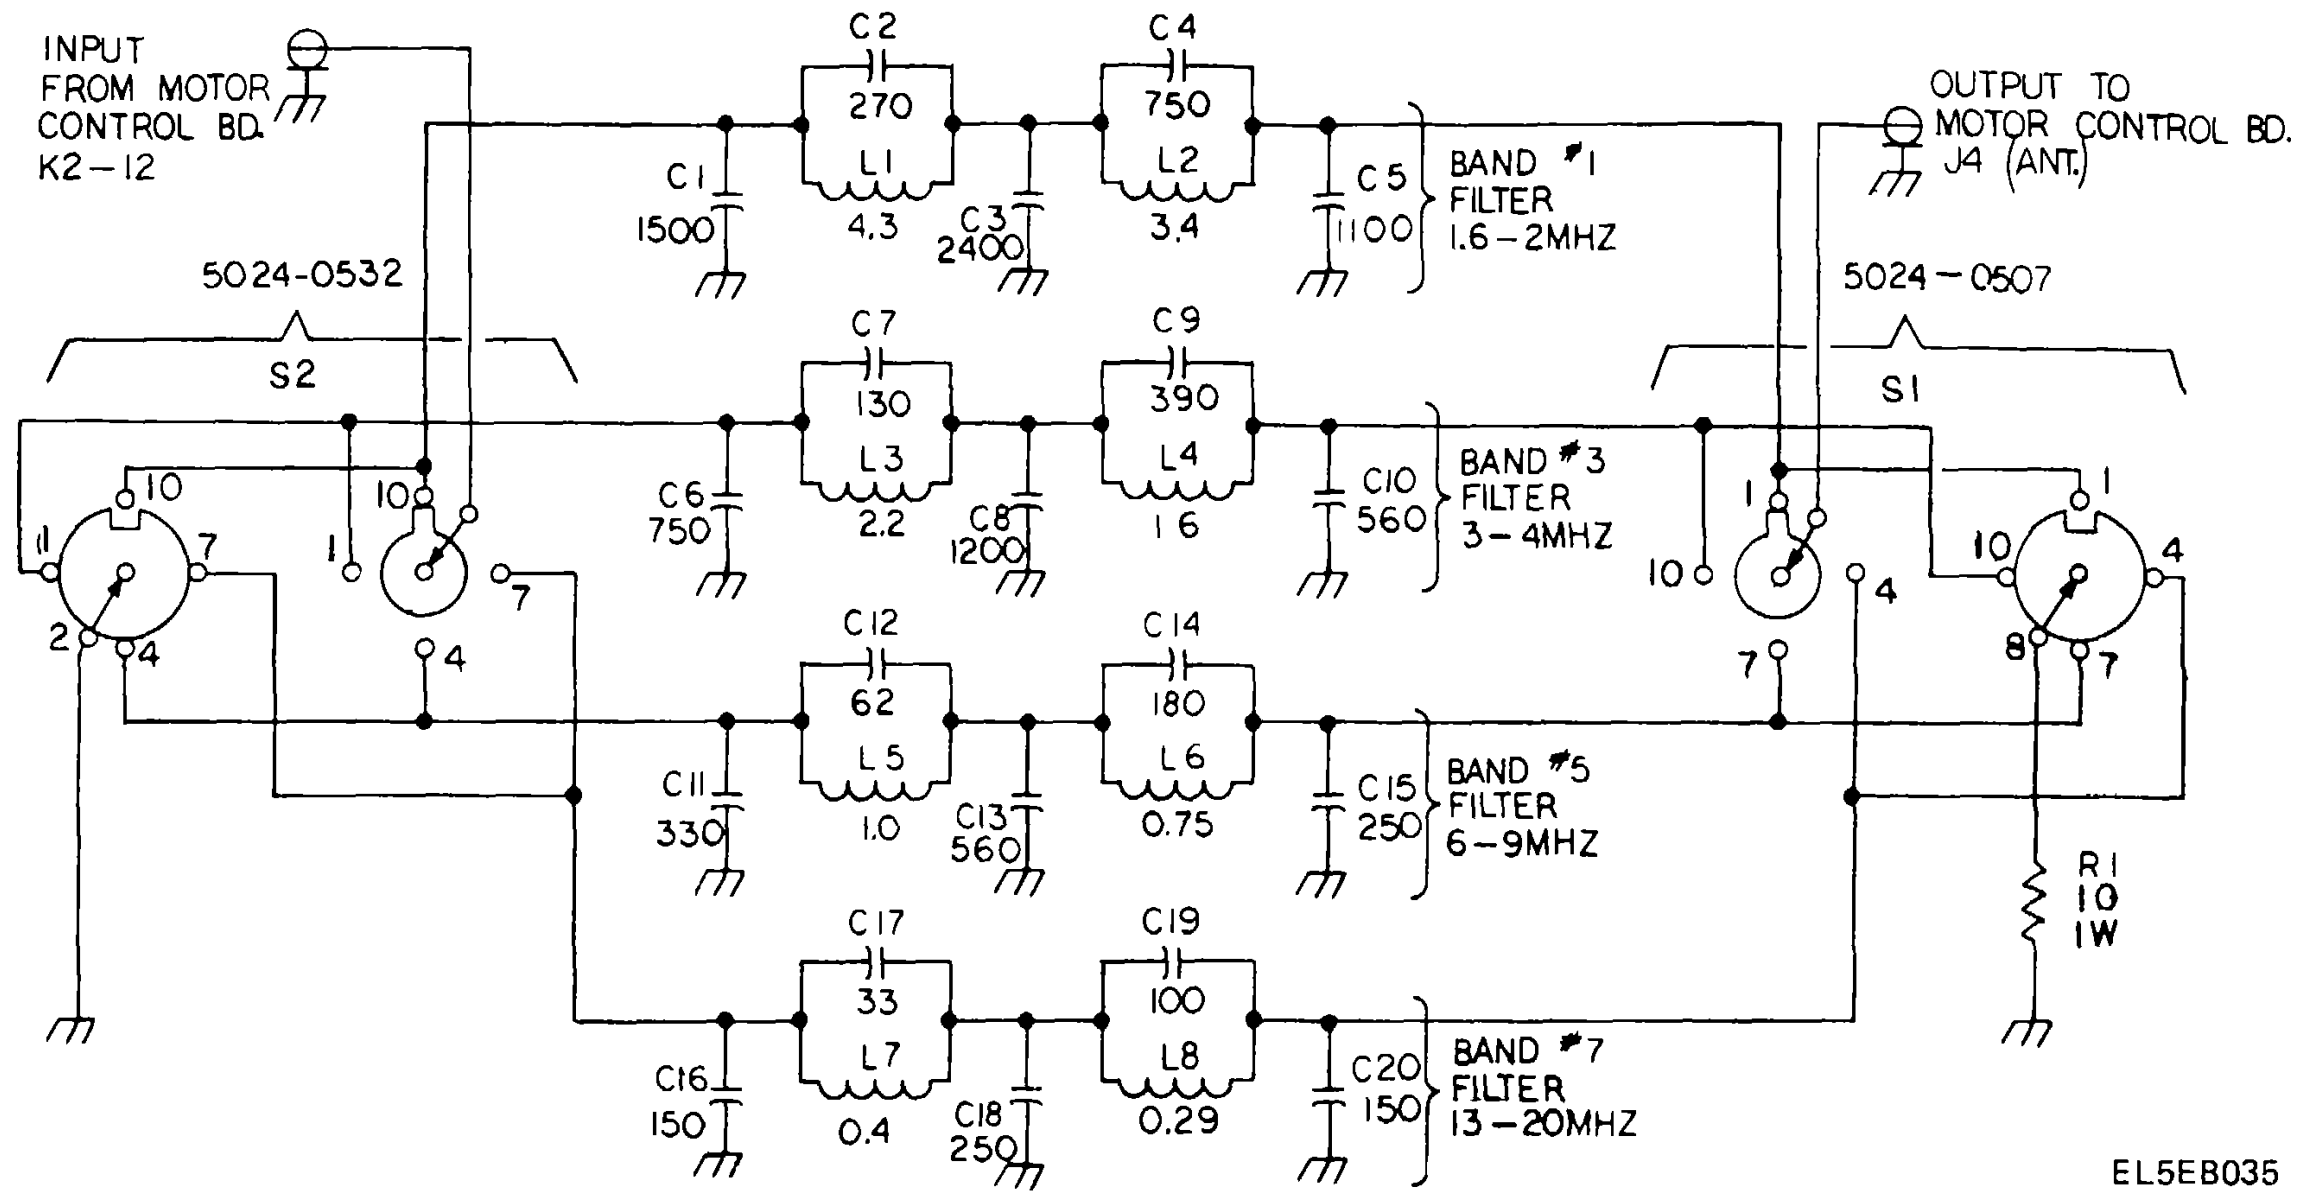 INPUT
FROM MOTOR
CONTROL BD.
K2-12
C2
270
L1
4.3
C4
750
L2
3.4
C1
1500
C3
2400
C5
1100
BAND #1
FILTER
1.6-2MHZ
OUTPUT TO
MOTOR CONTROL BD.
J4 (ANT.)
5024-0532
S2
5024-0507
S1
C7
130
L3
2.2
C9
390
L4
1 6
C6
750
C8
1200
C10
560
BAND #3
FILTER
3-4MHZ
10
1
7
2
4
10
1
7
4
1
10
4
7
1
10
4
8
7
C12
62
L5
1.0
C14
180
L6
0.75
C11
330
C13
560
C15
250
BAND #5
FILTER
6-9MHZ
R1
10
1W
C17
33
L7
0.4
C19
100
L8
0.29
C16
150
C18
250
C20
150
BAND #7
FILTER
13-20MHZ
EL5EB035